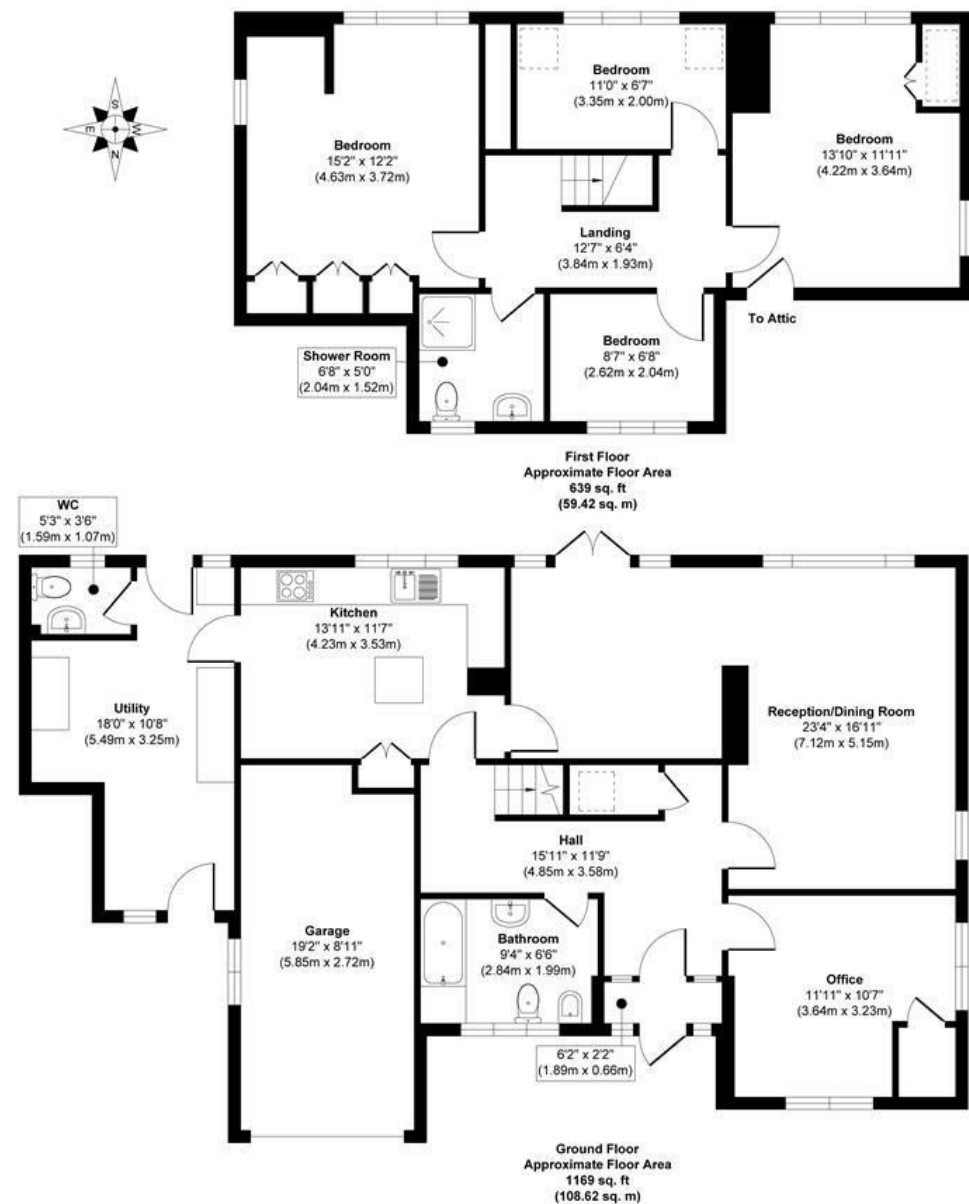 S
E
W
N
Bedroom
15'2" x 12'2"
(4.63m x 3.72m)
Bedroom
11'0" x 6'7"
(3.35m x 2.00m)
Bedroom
13'10" x 11'11"
(4.22m x 3.64m)
Landing
12'7" x 6'4"
(3.84m x 1.93m)
To Attic
Shower Room
6'8" x 5'0"
(2.04m x 1.52m)
Bedroom
8'7" x 6'8"
(2.62m x 2.04m)
First Floor
Approximate Floor Area
639 sq. ft
(59.42 sq. m)
WC
5'3" x 3'6"
(1.59m x 1.07m)
Kitchen
13'11" x 11'7"
(4.23m x 3.53m)
Utility
18'0" x 10'8"
(5.49m x 3.25m)
Reception/Dining Room
23'4" x 16'11"
(7.12m x 5.15m)
Hall
15'11" x 11'9"
(4.85m x 3.58m)
Garage
19'2" x 8'11"
(5.85m x 2.72m)
Bathroom
9'4" x 6'6"
(2.84m x 1.99m)
Office
11'11" x 10'7"
(3.64m x 3.23m)
6'2" x 2'2"
(1.89m x 0.66m)
Ground Floor
Approximate Floor Area
1169 sq. ft
(108.62 sq. m)